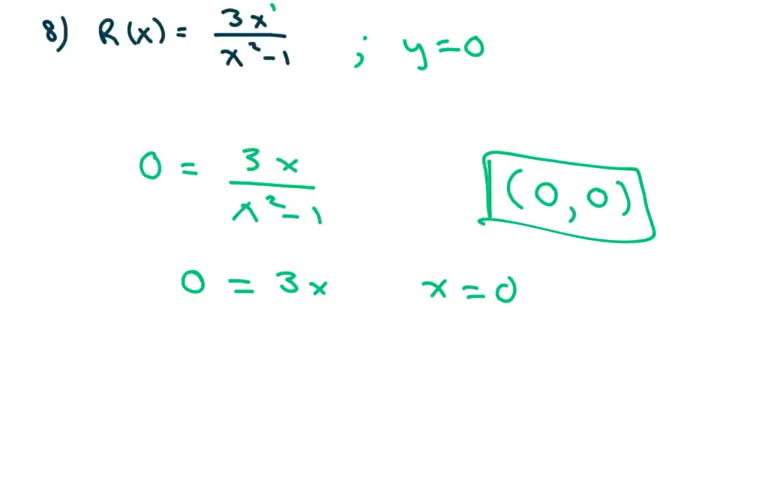 8) R(x) = 3x¹ / x² - 1 ; y = 0
0 = 3x / x² - 1
(0, 0)
0 = 3x x = 0